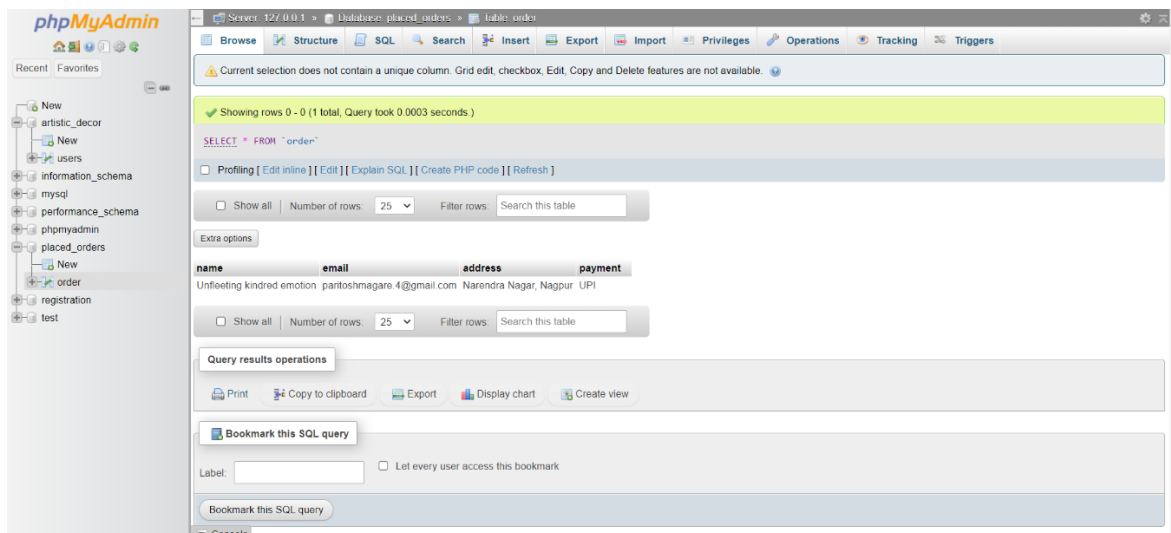 phpMyAdmin
Recent Favorites
New
artistic_decor
New
users
information_schema
mysql
performance_schema
phpmyadmin
placed_orders
New
order
registration
test
Server: 127.0.0.1 » Database: placed_orders » Table: order
Browse Structure SQL Search Insert Export Import Privileges Operations Tracking Triggers
Current selection does not contain a unique column. Grid edit, checkbox, Edit, Copy and Delete features are not available.
Showing rows 0 - 0 (1 total, Query took 0.0003 seconds.)
SELECT * FROM `order`
Profiling [ Edit inline ] [ Edit ] [ Explain SQL ] [ Create PHP code ] [ Refresh ]
Show all | Number of rows: 25 Filter rows: Search this table
Extra options
name email address payment
Unfleeting kindred emotion paritoshmagare.4@gmail.com Narendra Nagar, Nagpur UPI
Show all | Number of rows: 25 Filter rows: Search this table
Query results operations
Print Copy to clipboard Export Display chart Create view
Bookmark this SQL query
Label: Let every user access this bookmark
Bookmark this SQL query
Console